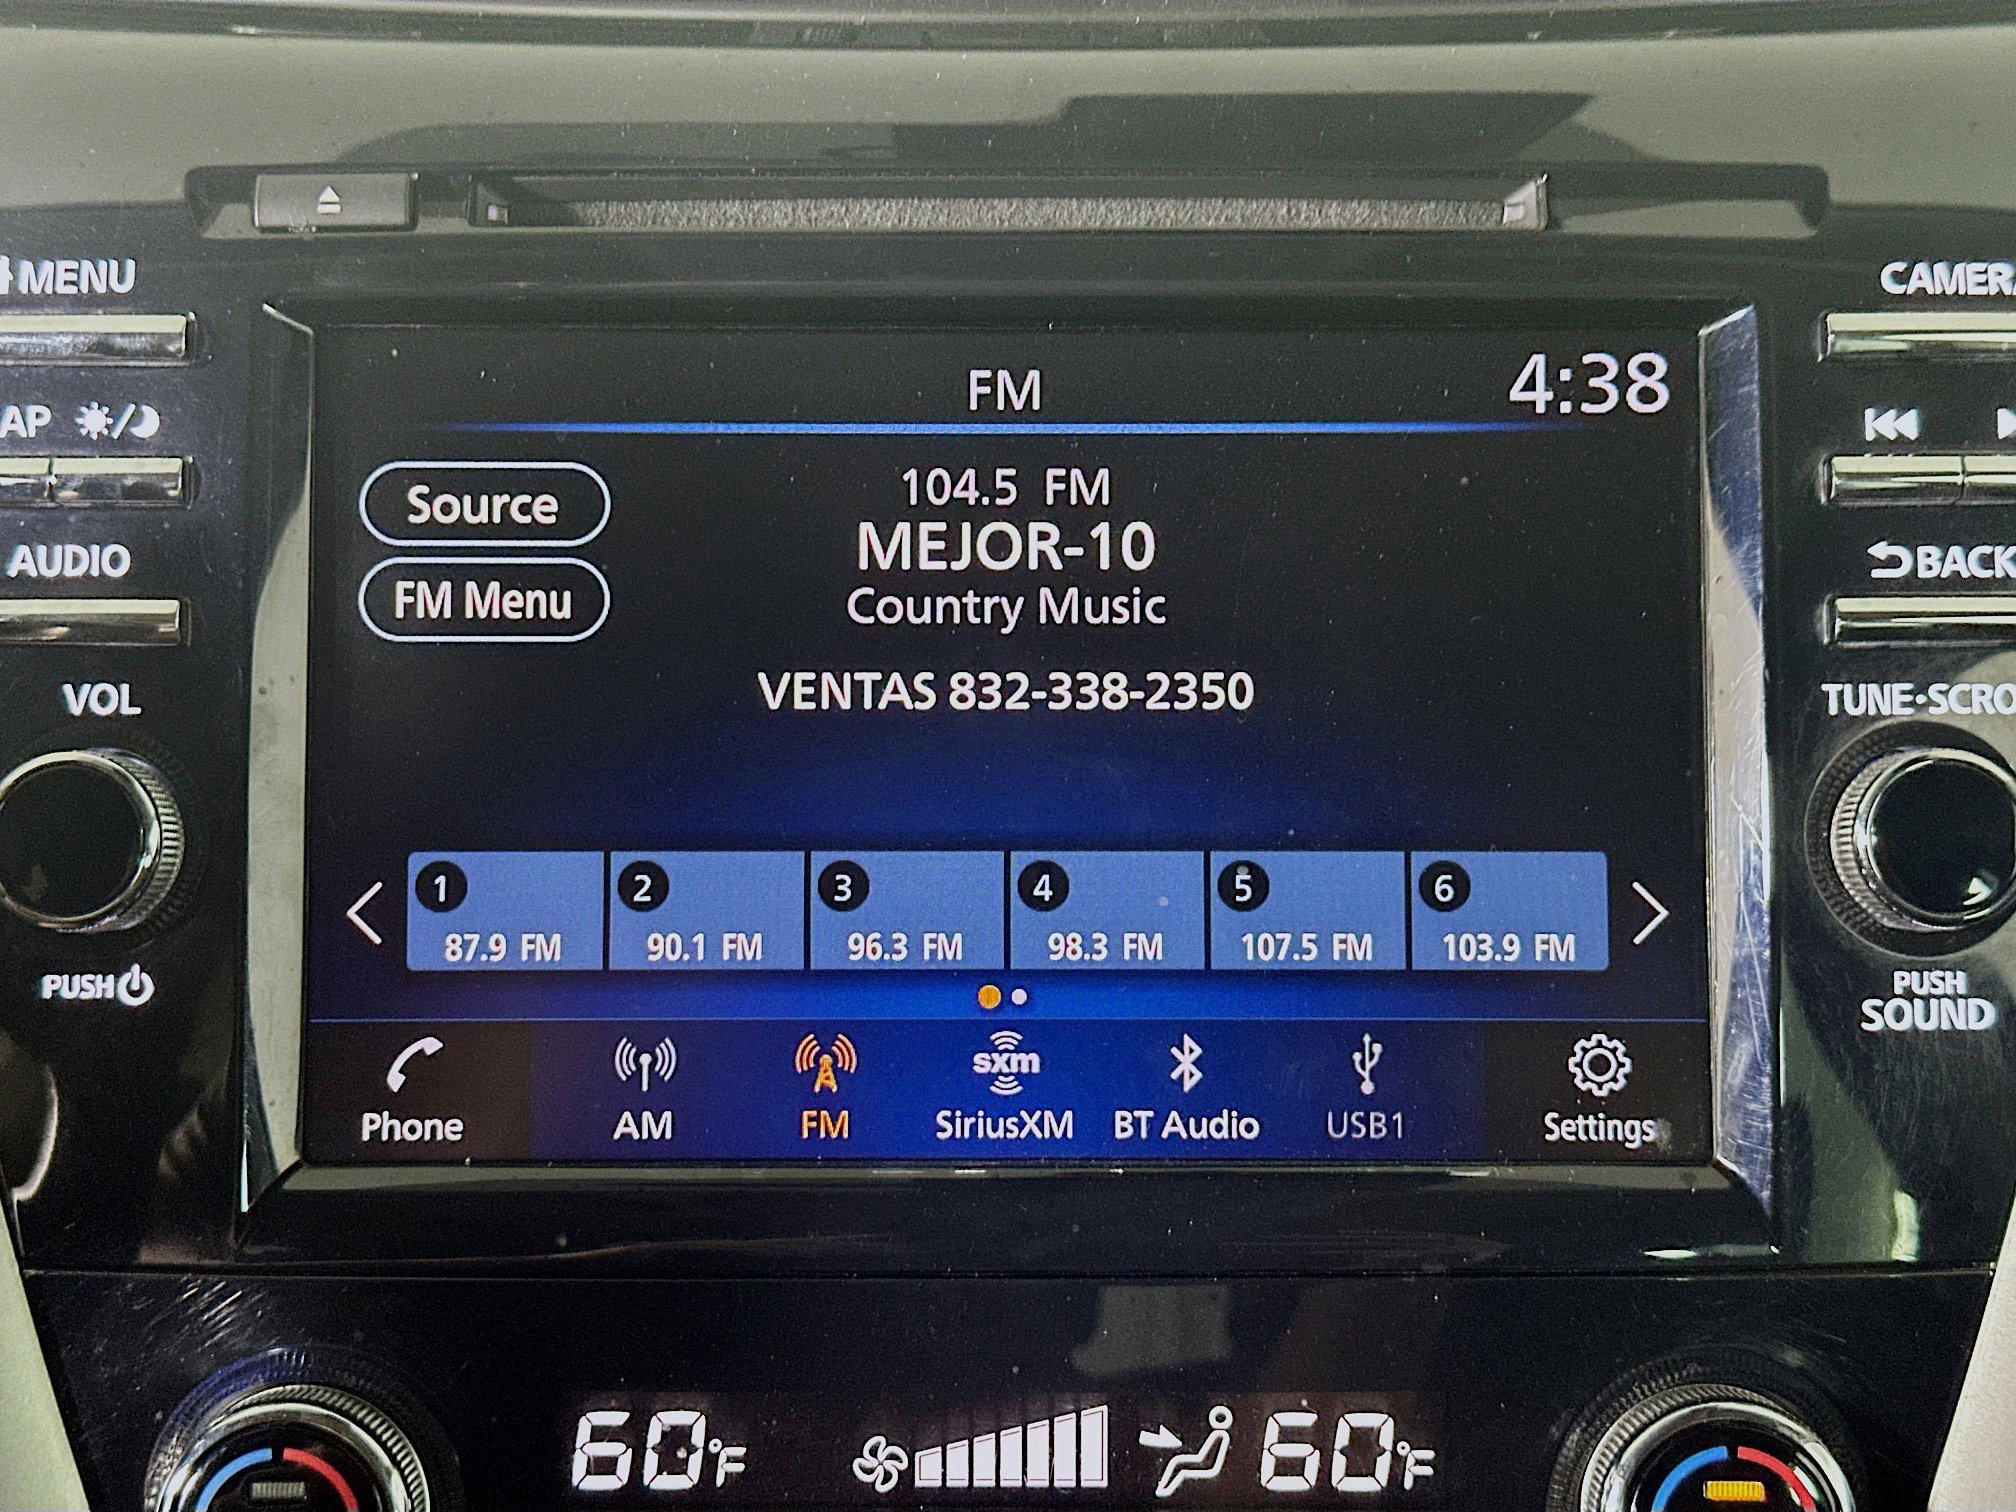 MENU
CAMERA
FM
4:38
AP
Source
104.5 FM
MEJOR-10
Country Music
FM Menu
AUDIO
BACK
VENTAS 832-338-2350
VOL
TUNE·SCRO
1
2
3
4
5
6
87.9 FM
90.1 FM
96.3 FM
98.3 FM
107.5 FM
103.9 FM
PUSH
PUSH
SOUND
sxm
Phone
AM
FM
SiriusXM
BT Audio
USB1
Settings
60°F
60°F